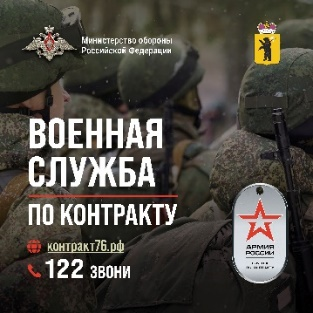 Министерство обороны
Российской Федерации
ВОЕННАЯ
СЛУЖБА
ПО КОНТРАКТУ
контракт76.рф
122 ЗВОНИ
АРМИЯ
РОССИИ